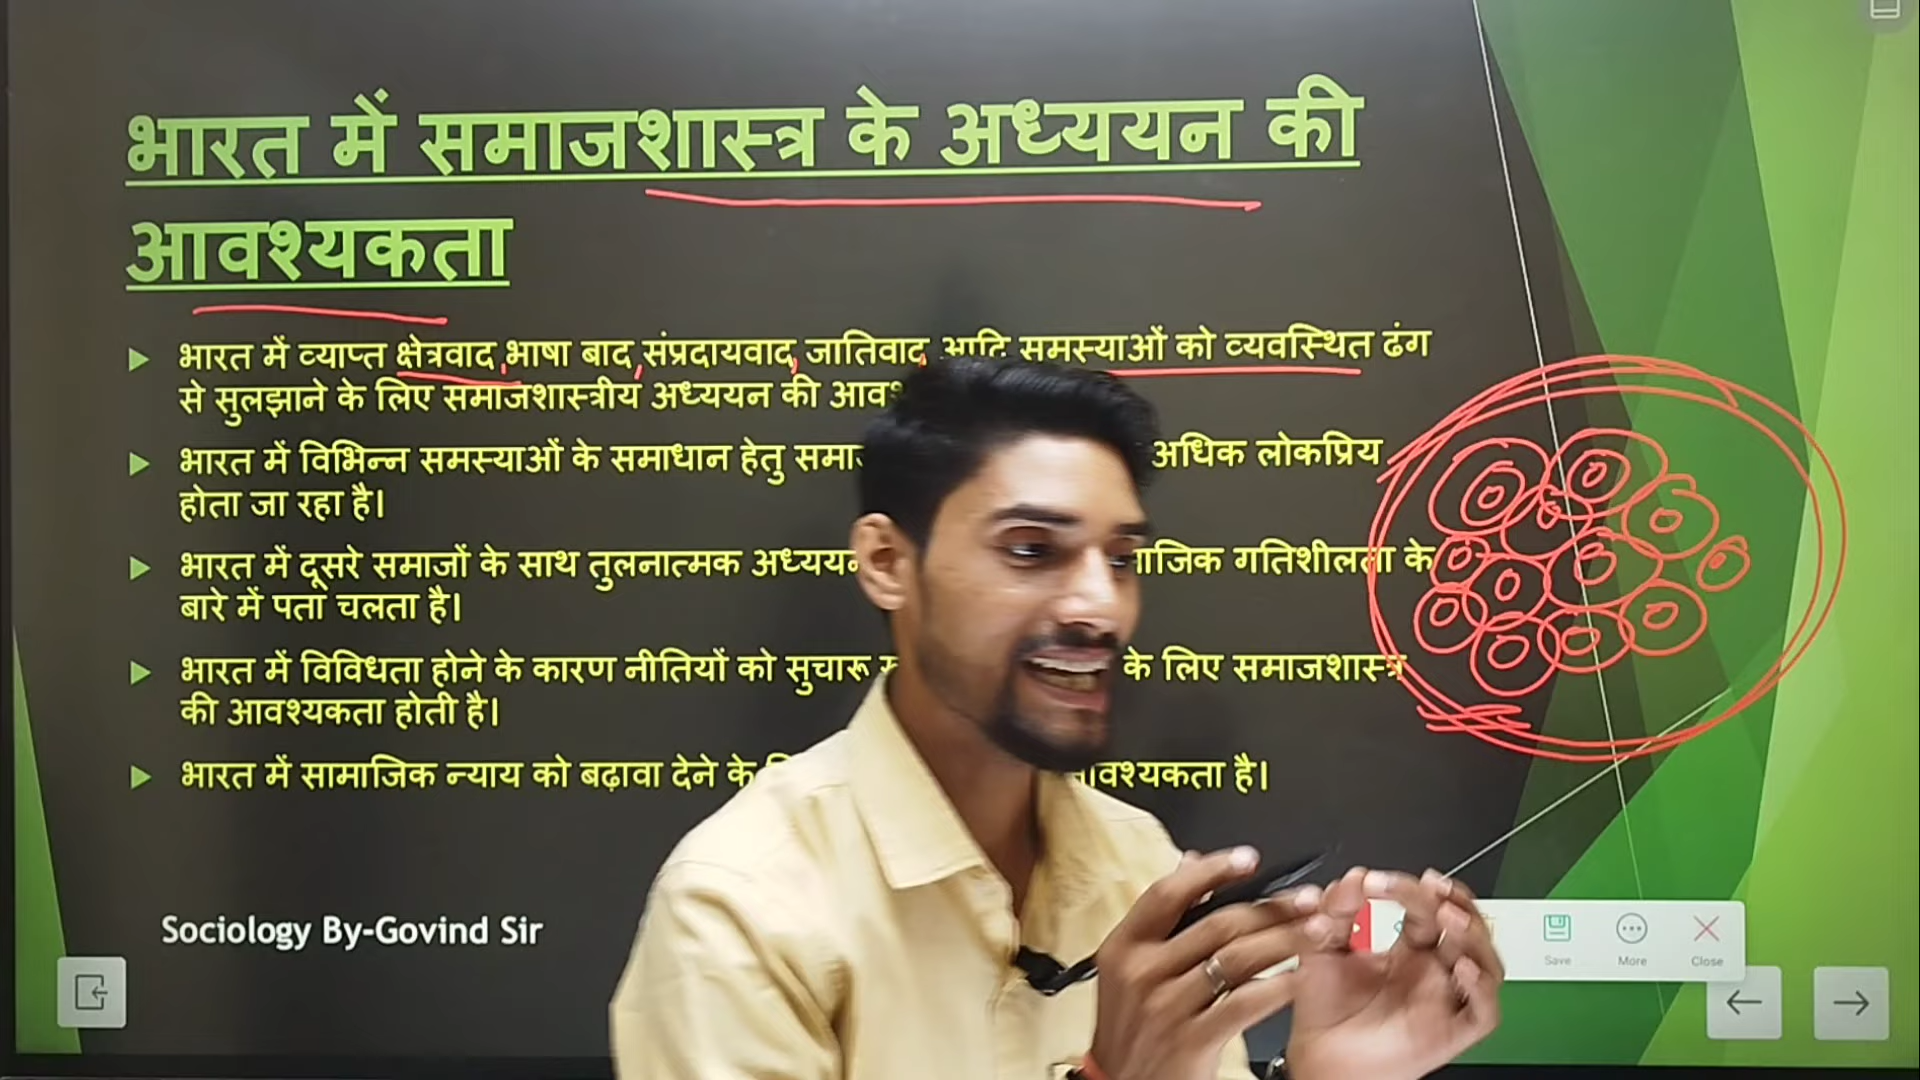 भारत में समाजशास्त्र के अध्ययन की
आवश्यकता
भारत में व्याप्त क्षेत्रवाद,भाषा बाद,संप्रदायवाद, जातिवाद आदि समस्याओं को व्यवस्थित ढंग
से सुलझाने के लिए समाजशास्त्रीय अध्ययन की
भारत में विभिन्न समस्याओं के समाधान हेतु अधिक लोकप्रिय
होता जा रहा है।
भारत में दूसरे समाजों के साथ तुलनात्मक गतिशीलता के
बारे में पता चलता है।
भारत में विविधता होने के कारण नीतियों को सुचारू के लिए समाजशास्त्र
की आवश्यकता होती है।
भारत में सामाजिक न्याय को बढ़ावा देने के है।
Sociology By-Govind Sir
Save More Close